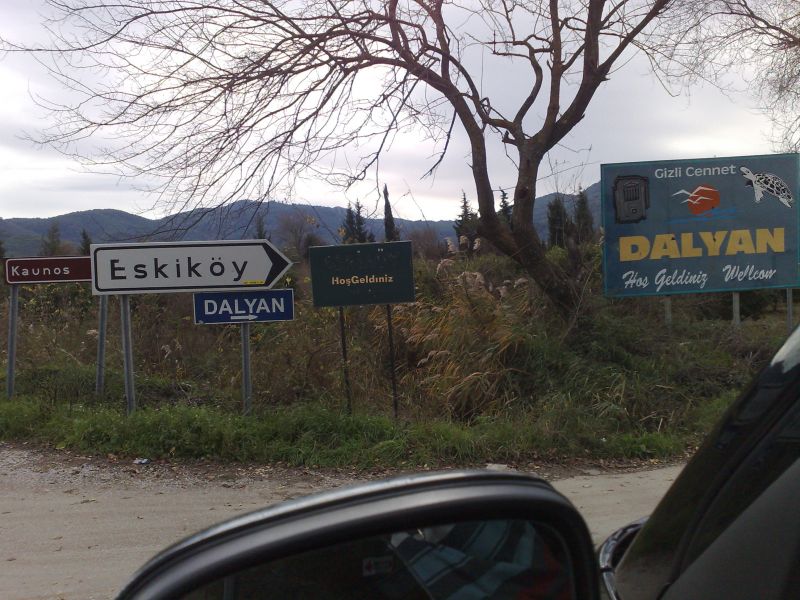 Kaunos
Eskiköy
DALYAN
HoşGeldiniz
Gizli Cennet
DALYAN
Hoş Geldiniz Wellcom